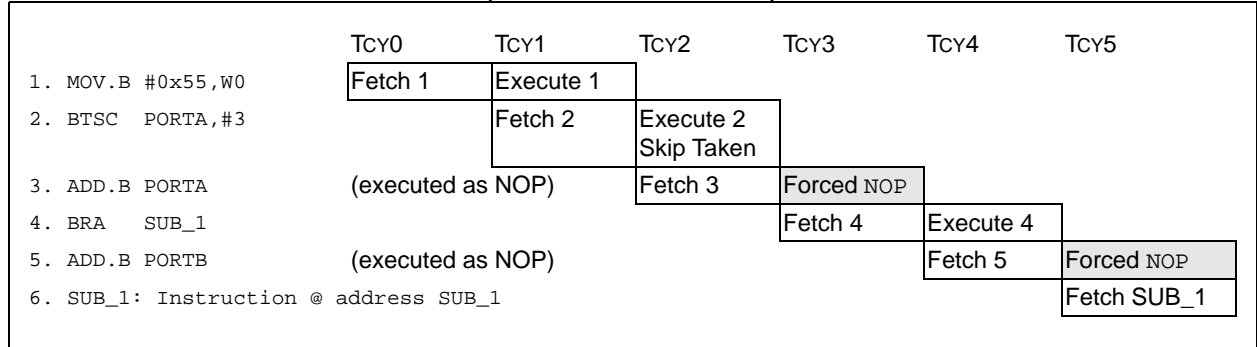 TCY0 TCY1 TCY2 TCY3 TCY4 TCY5
1. MOV.B #0x55,W0 Fetch 1 Execute 1
2. BTSC PORTA,#3 Fetch 2 Execute 2
Skip Taken
3. ADD.B PORTA (executed as NOP) Fetch 3 Forced NOP
4. BRA SUB_1 Fetch 4 Execute 4
5. ADD.B PORTB (executed as NOP) Fetch 5 Forced NOP
6. SUB_1: Instruction @ address SUB_1 Fetch SUB_1